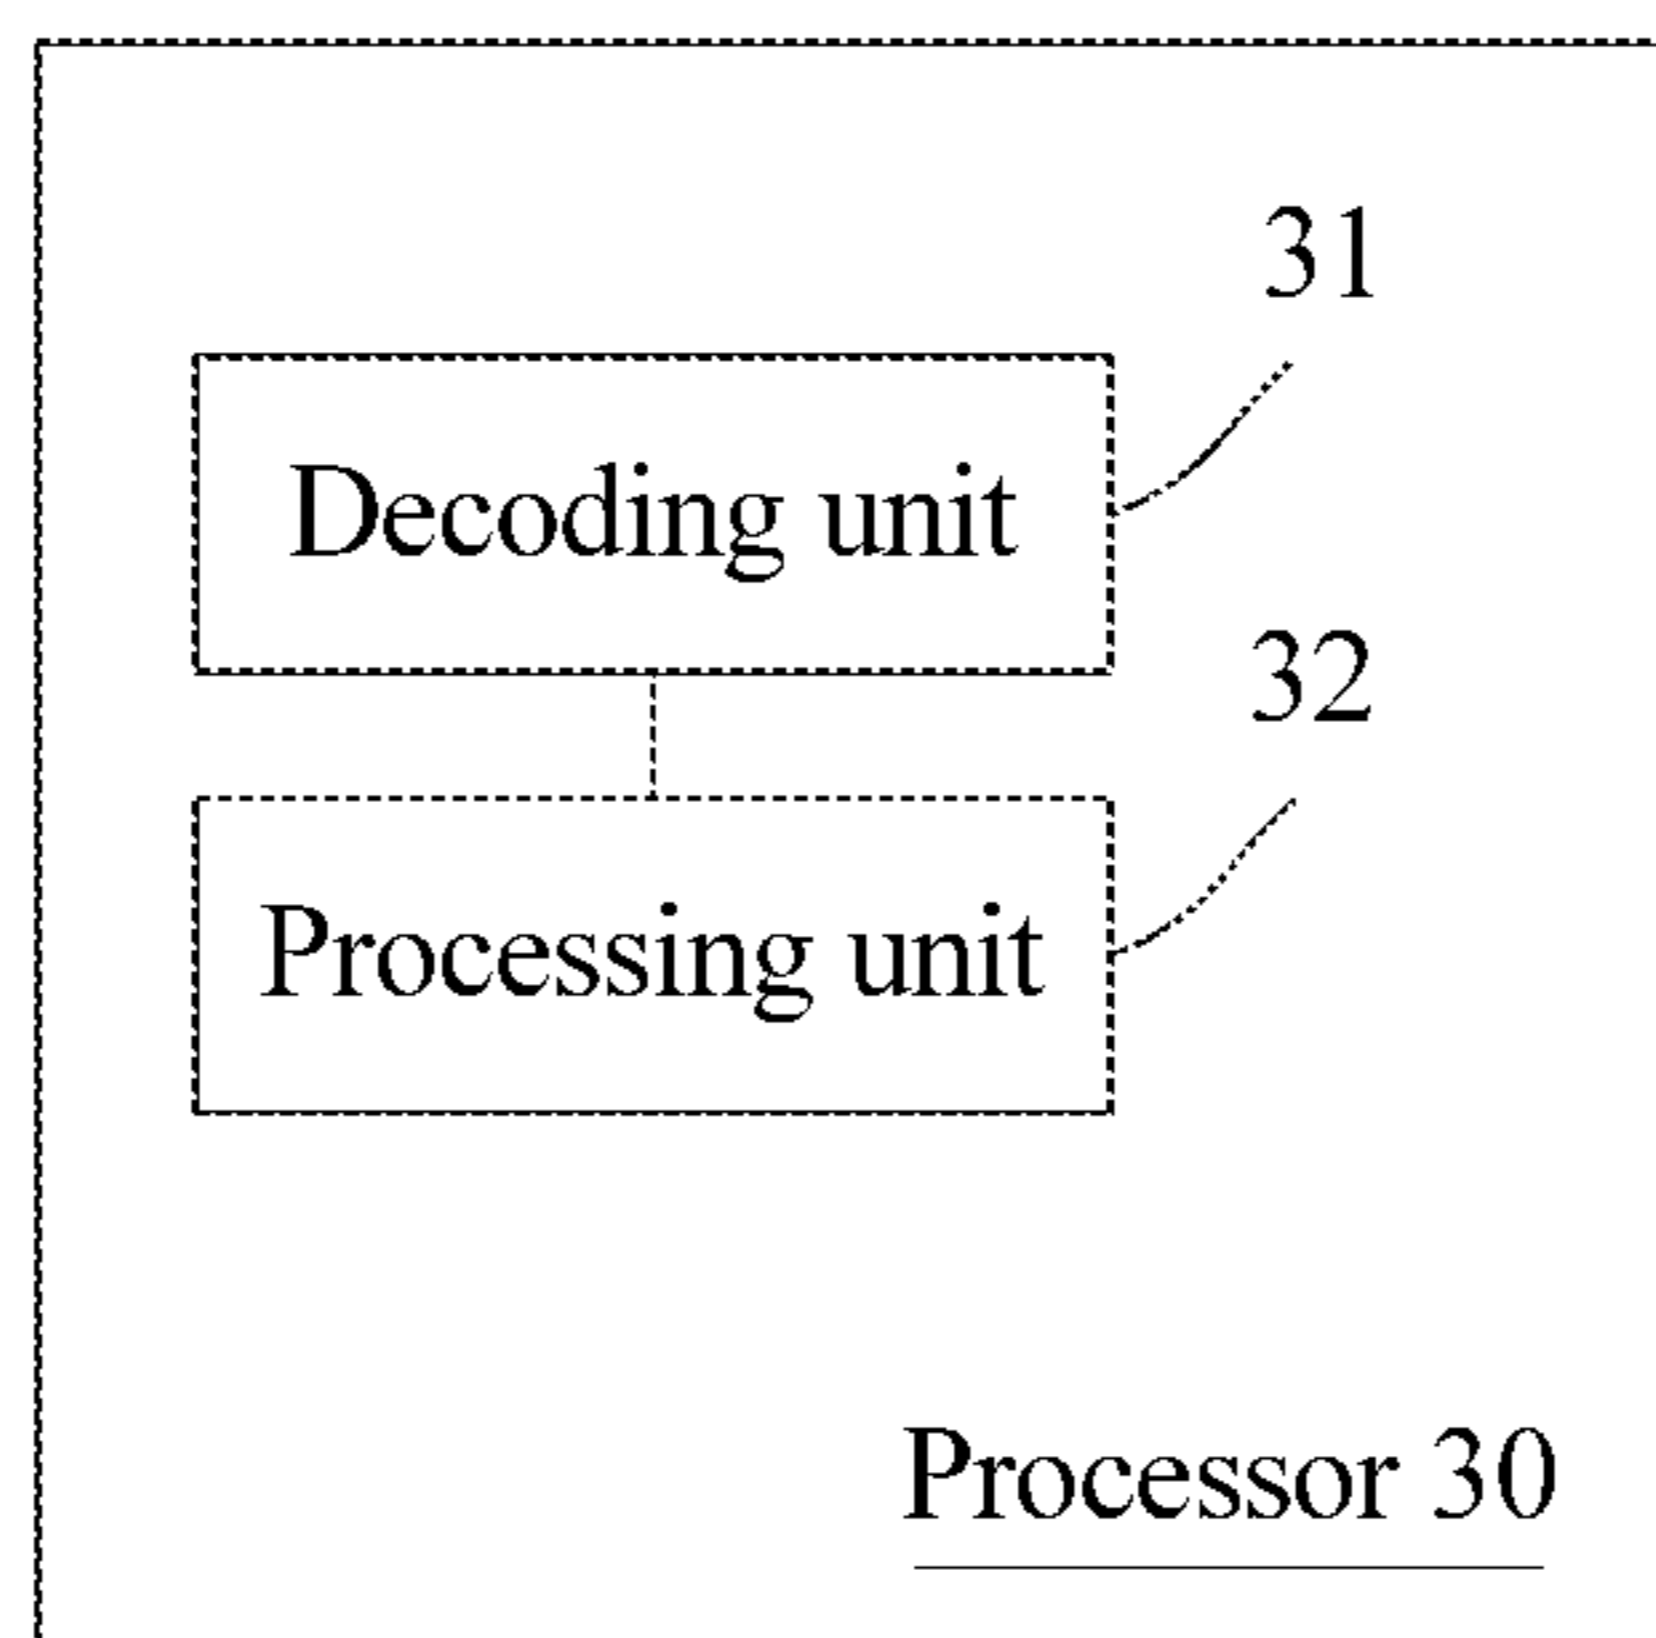 31
Decoding unit
32
Processing unit
Processor 30